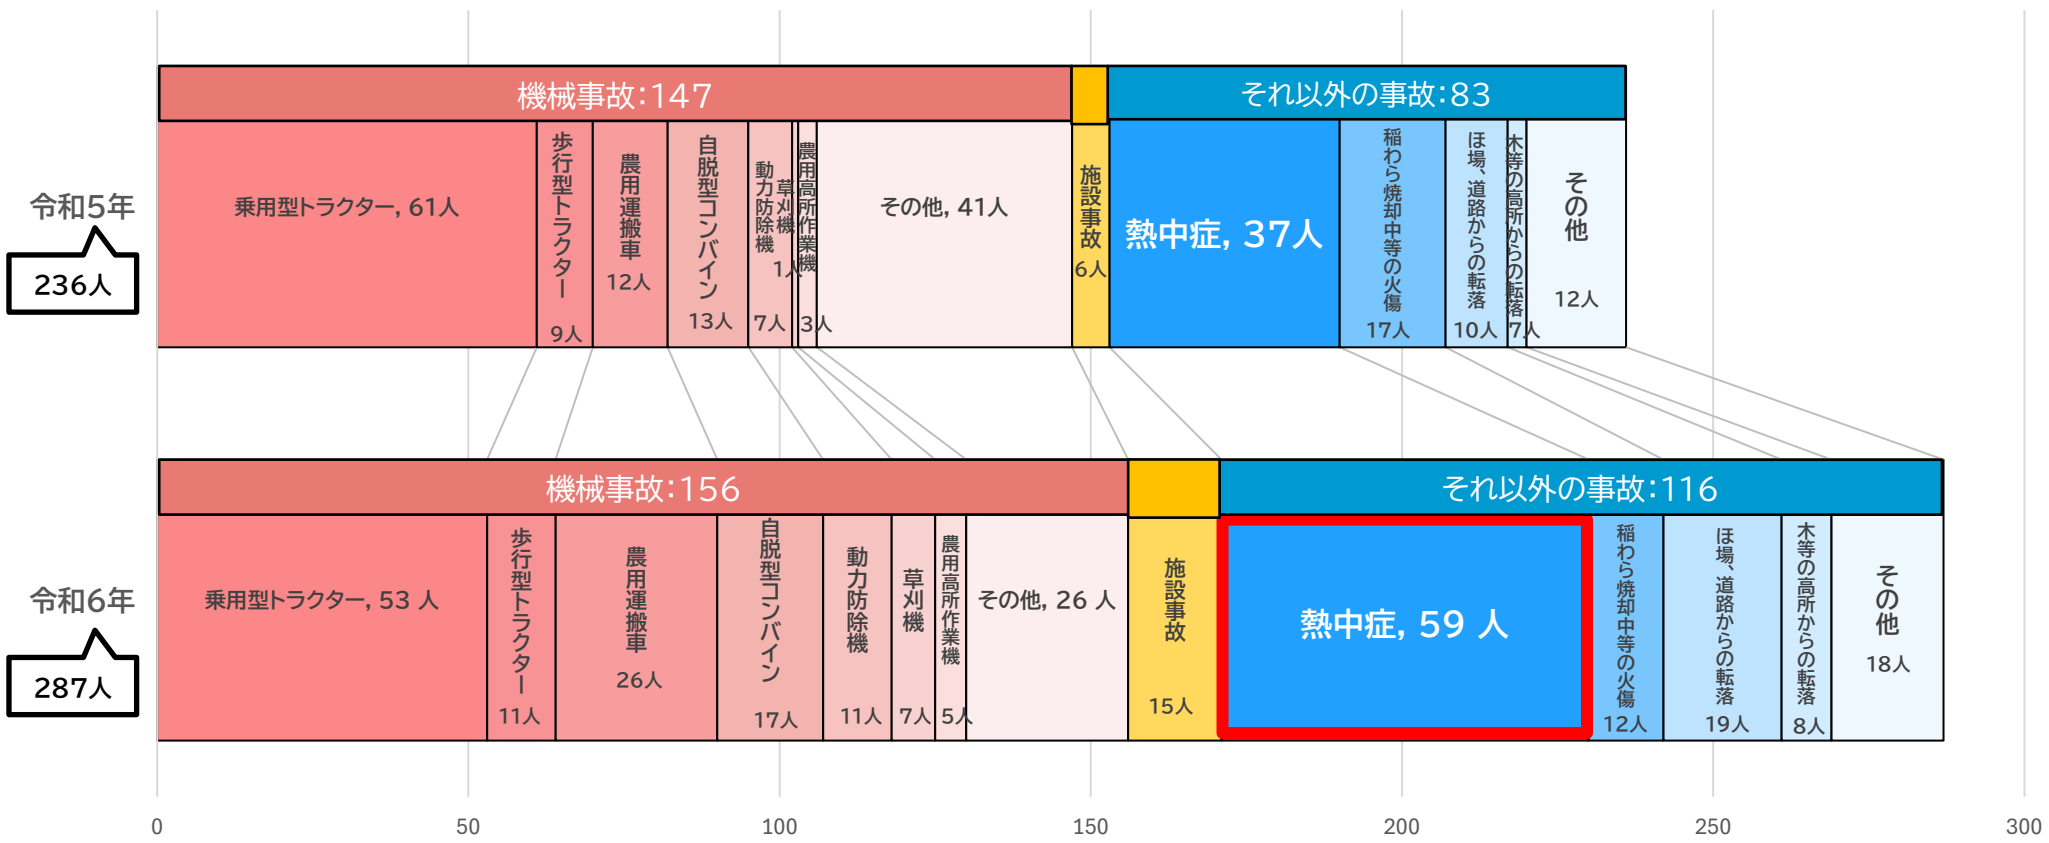 機械事故:147
それ以外の事故:83
令和5年
236人
乗用型トラクター, 61人
歩行型トラクター
9人
農用運搬車
12人
自脱型コンバイン
13人
動力防除機
7人
草刈機
1人
農用高所作業機
3人
その他, 41人
施設事故
6人
熱中症, 37人
稲わら焼却中等の火傷
17人
ほ場、道路からの転落
10人
木等の高所からの転落
7人
その他
12人
機械事故:156
それ以外の事故:116
令和6年
287人
乗用型トラクター, 53 人
歩行型トラクター
11人
農用運搬車
26人
自脱型コンバイン
17人
動力防除機
11人
草刈機
7人
農用高所作業機
5人
その他, 26 人
施設事故
15人
熱中症, 59 人
稲わら焼却中等の火傷
12人
ほ場、道路からの転落
19人
木等の高所からの転落
8人
その他
18人
0 50 100 150 200 250 300